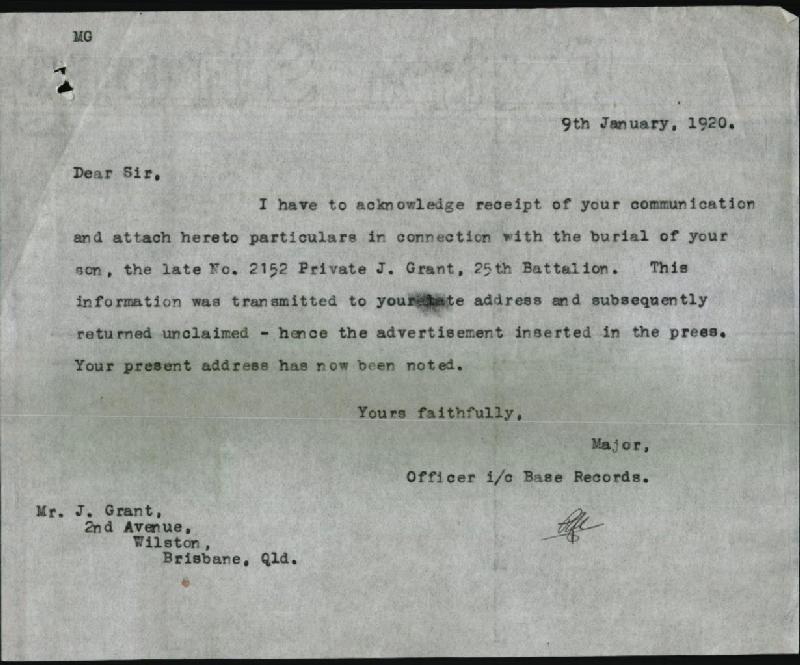 MG
9th January, 1920.
Dear Sir,
I have to acknowledge receipt of your communication
and attach hereto particulars in connection with the burial of your
son, the late No. 2152 Private J. Grant, 25th Battalion. This
information was transmitted to your late address and subsequently
returned unclaimed - hence the advertisement inserted in the prees.
Your present address has now been noted.
Yours faithfully,
Major,
Officer i/c Base Records.
Mr. J. Grant,
2nd Avenue,
Wilston,
Brisbane, Qld.